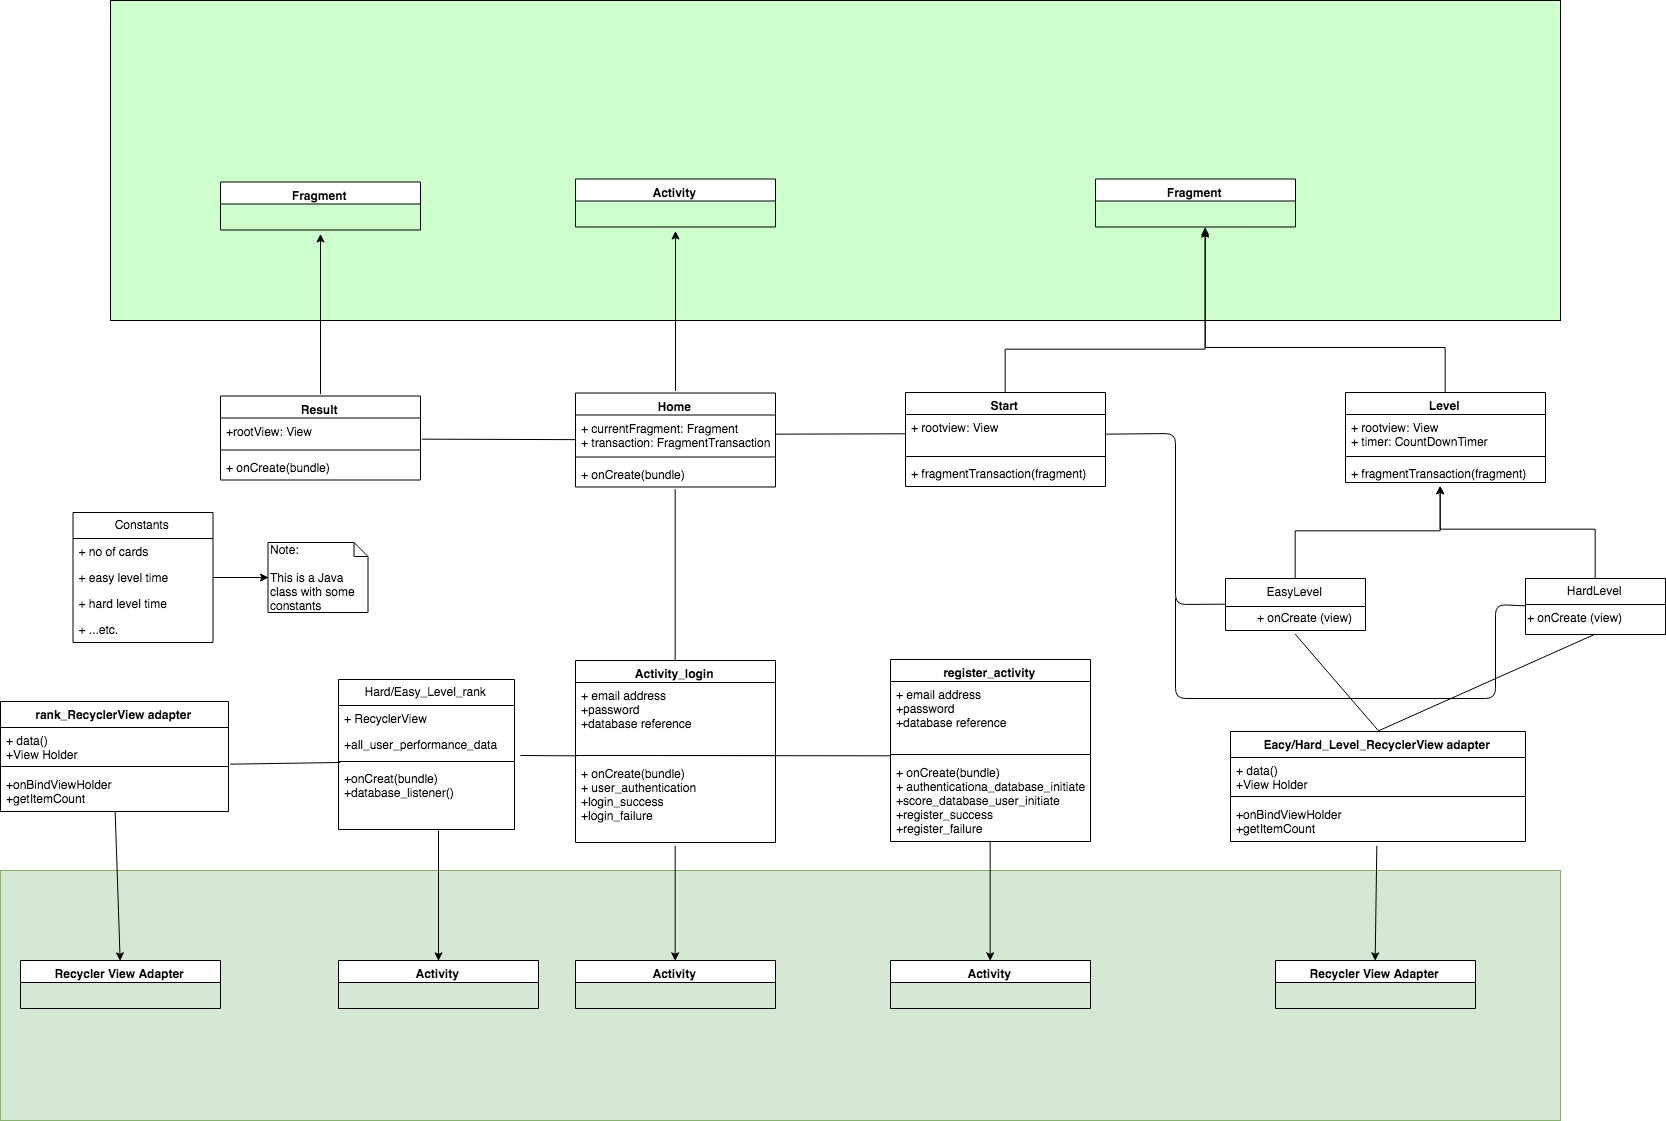 Fragment
Activity
Fragment
Result
+rootView: View
+ onCreate(bundle)
Home
+ currentFragment: Fragment
+ transaction: FragmentTransaction
+ onCreate(bundle)
Start
+ rootview: View
+ fragmentTransaction(fragment)
Level
+ rootview: View
+ timer: CountDownTimer
+ fragmentTransaction(fragment)
Constants
+ no of cards
+ easy level time
+ hard level time
+ ...etc.
Note:
This is a Java
class with some
constants
EasyLevel
+ onCreate (view)
HardLevel
+ onCreate (view)
rank_RecyclerView adapter
+ data()
+View Holder
+onBindViewHolder
+getItemCount
Hard/Easy_Level_rank
+ RecyclerView
+all_user_performance_data
+onCreat(bundle)
+database_listener()
Activity_login
+ email address
+password
+database reference
+ onCreate(bundle)
+ user_authentication
+login_success
+login_failure
register_activity
+ email address
+password
+database reference
+ onCreate(bundle)
+ authenticationa_database_initiate
+score_database_user_initiate
+register_success
+register_failure
Eacy/Hard_Level_RecyclerView adapter
+ data()
+View Holder
+onBindViewHolder
+getItemCount
Recycler View Adapter
Activity
Activity
Activity
Recycler View Adapter